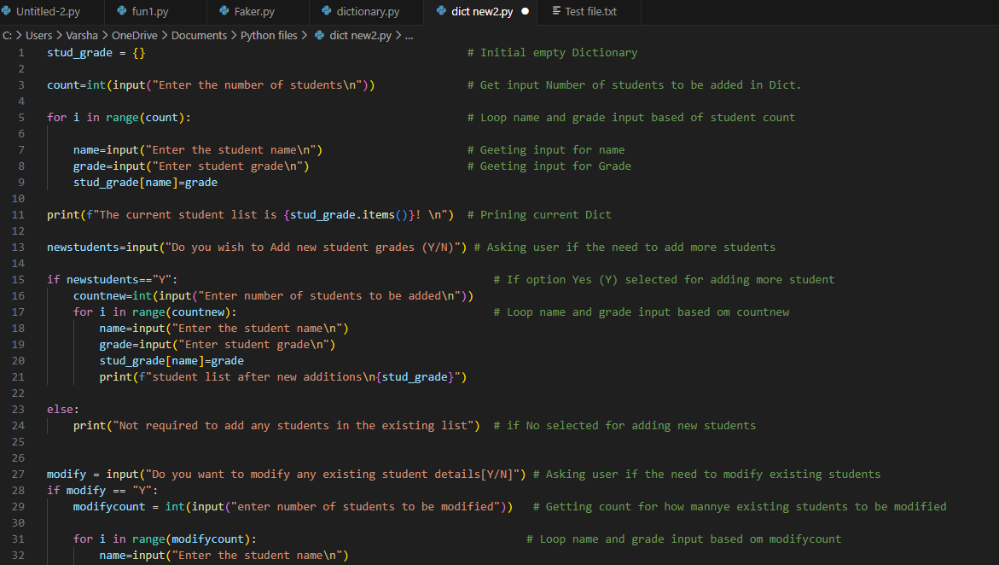 Untitled-2.py fun1.py Faker.py dictionary.py dict new2.py Test file.txt
C: > Users > Varsha > OneDrive > Documents > Python files > dict new2.py > ...
1 stud_grade = {} # Initial empty Dictionary
2
3 count=int(input("Enter the number of students\n")) # Get input Number of students to be added in Dict.
4
5 for i in range(count): # Loop name and grade input based of student count
6
7 name=input("Enter the student name\n") # Geeting input for name
8 grade=input("Enter student grade\n") # Geeting input for Grade
9 stud_grade[name]=grade
10
11 print(f"The current student list is {stud_grade.items()}! \n") # Prining current Dict
12
13 newstudents=input("Do you wish to Add new student grades (Y/N)") # Asking user if the need to add more students
14
15 if newstudents=="Y": # If option Yes (Y) selected for adding more student
16 countnew=int(input("Enter number of students to be added\n"))
17 for i in range(countnew): # Loop name and grade input based om countnew
18 name=input("Enter the student name\n")
19 grade=input("Enter student grade\n")
20 stud_grade[name]=grade
21 print(f"student list after new additions\n{stud_grade}")
22
23 else:
24 print("Not required to add any students in the existing list") # if No selected for adding new students
25
26
27 modify = input("Do you want to modify any existing student details[Y/N]") # Asking user if the need to modify existing students
28 if modify == "Y":
29 modifycount = int(input("enter number of students to be modified")) # Getting count for how mannye existing students to be modified
30
31 for i in range(modifycount): # Loop name and grade input based om modifycount
32 name=input("Enter the student name\n")